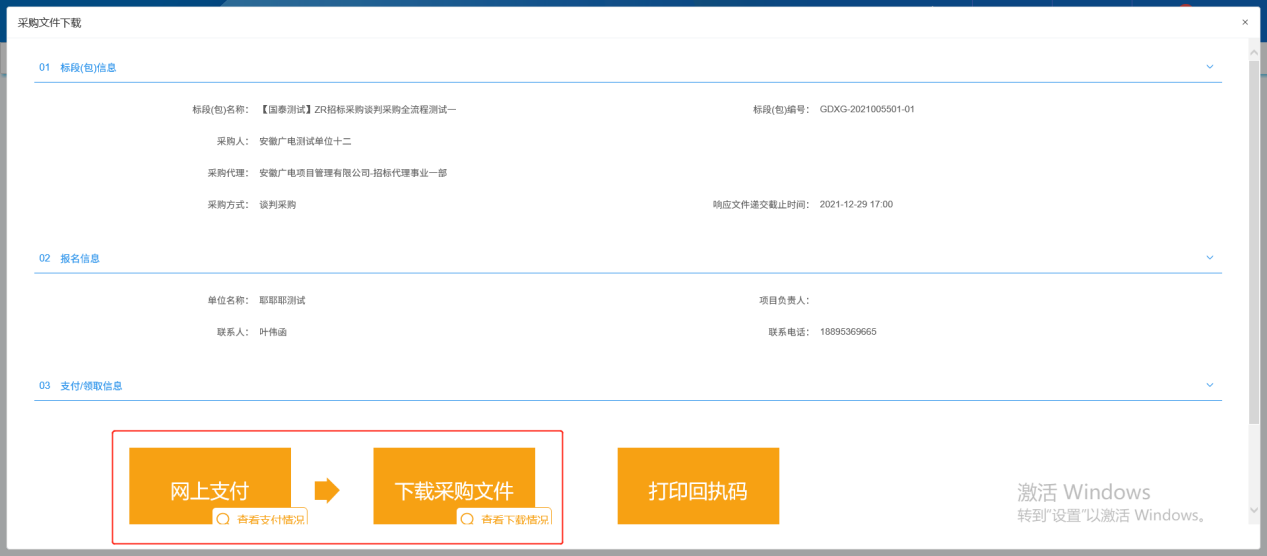 采购文件下载 ×
01 标段(包)信息
标段(包)名称： 【国泰测试】ZR招标采购谈判采购全流程测试一 标段(包)编号： GDXG-2021005501-01
采购人： 安徽广电测试单位十二
采购代理： 安徽广电项目管理有限公司-招标代理事业一部
采购方式： 谈判采购 响应文件递交截止时间： 2021-12-29 17:00
02 报名信息
单位名称： 耶耶耶测试 项目负责人：
联系人： 叶伟函 联系电话： 18895369665
03 支付/领取信息
网上支付 下载采购文件 打印回执码
查看支付情况 查看下载情况
激活 Windows
转到"设置"以激活 Windows。